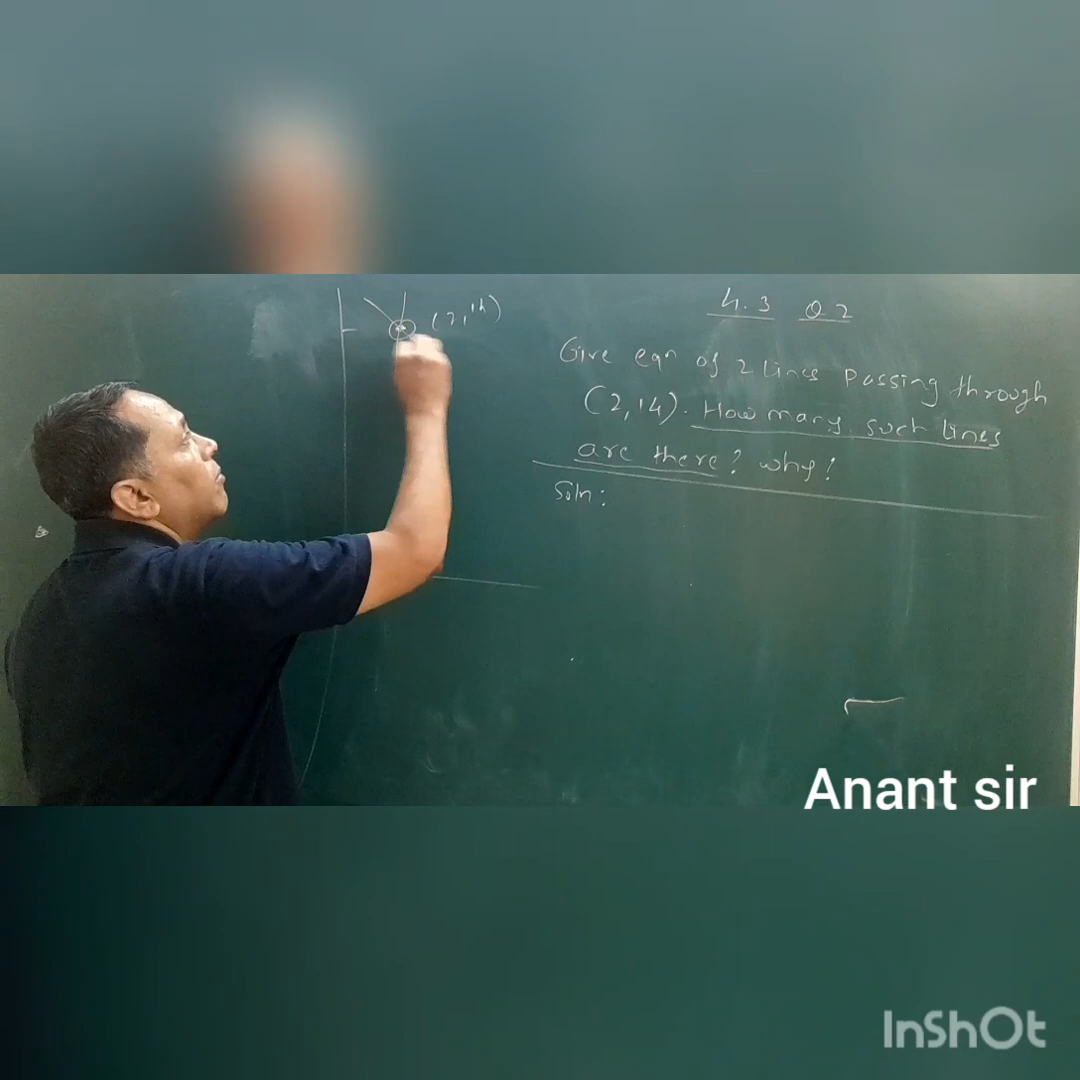 (2,14)
4.3 Q 2
Give eqn of 2 lines passing through
(2,14). How many such lines
are there? why?
Soln:
Anant sir
InShOt